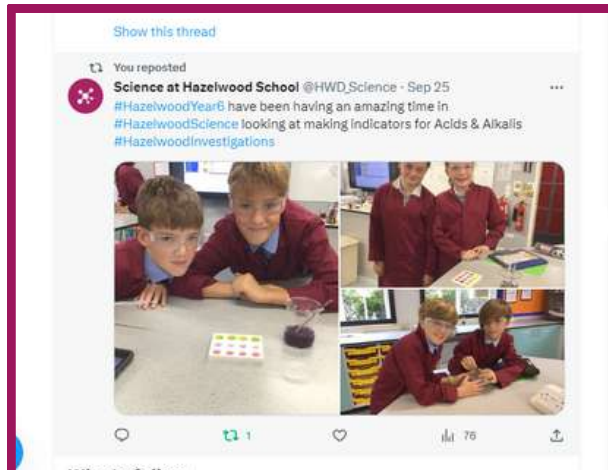 Show this thread
You reposted
Science at Hazelwood School @HWD_Science · Sep 25
#HazelwoodYear6 have been having an amazing time in
#HazelwoodScience looking at making indicators for Acids & Alkalis
#HazelwoodInvestigations
1
76